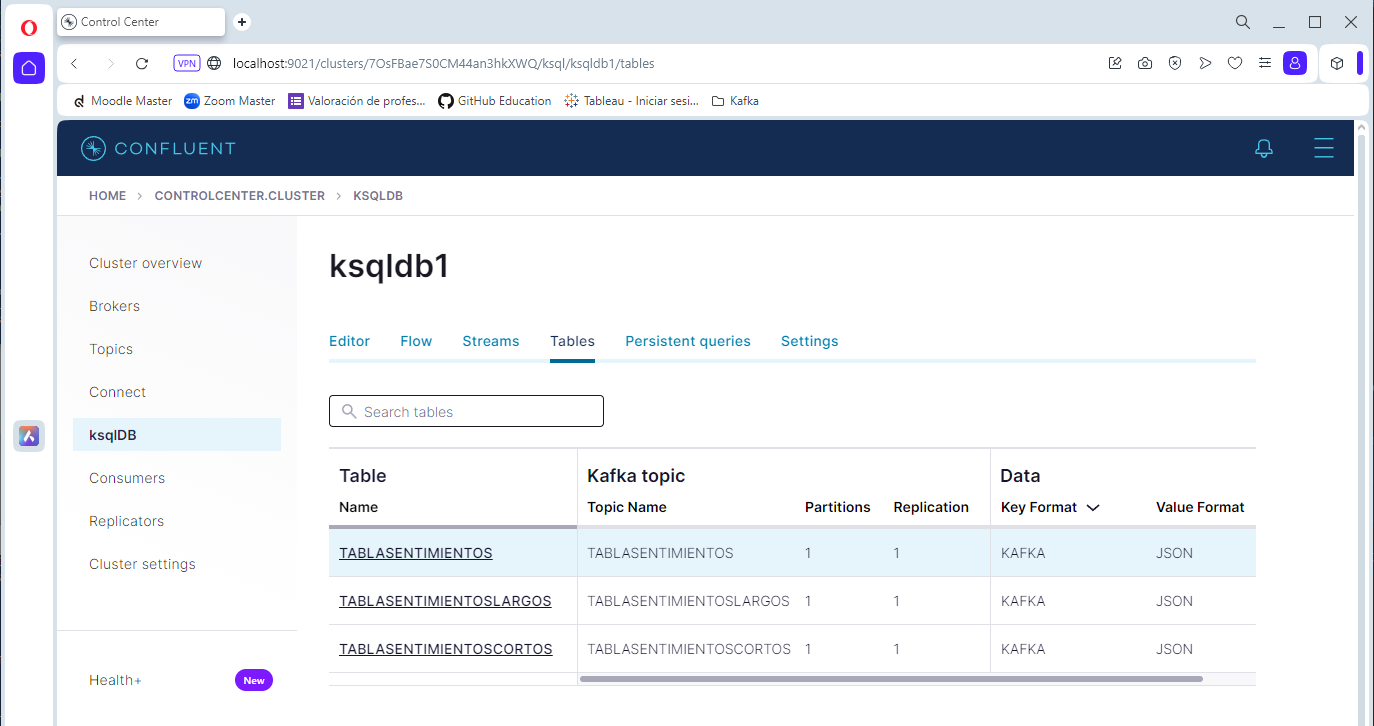 Control Center
VPN localhost:9021/clusters/7OsFBae7S0CM44an3hkXWQ/ksql/ksqldb1/tables
Moodle Master zm Zoom Master Valoración de profes... GitHub Education Tableau - Iniciar sesi... Kafka
CONFLUENT
HOME > CONTROLCENTER.CLUSTER > KSQLDB
Cluster overview
Brokers
Topics
Connect
ksqlDB
Consumers
Replicators
Cluster settings
Health+ New
ksqldb1
Editor Flow Streams Tables Persistent queries Settings
Search tables
Table Kafka topic Data
Name Topic Name Partitions Replication Key Format Value Format
TABLASENTIMIENTOS TABLASENTIMIENTOS 1 1 KAFKA JSON
TABLASENTIMIENTOSLARGOS TABLASENTIMIENTOSLARGOS 1 1 KAFKA JSON
TABLASENTIMIENTOSCORTOS TABLASENTIMIENTOSCORTOS 1 1 KAFKA JSON